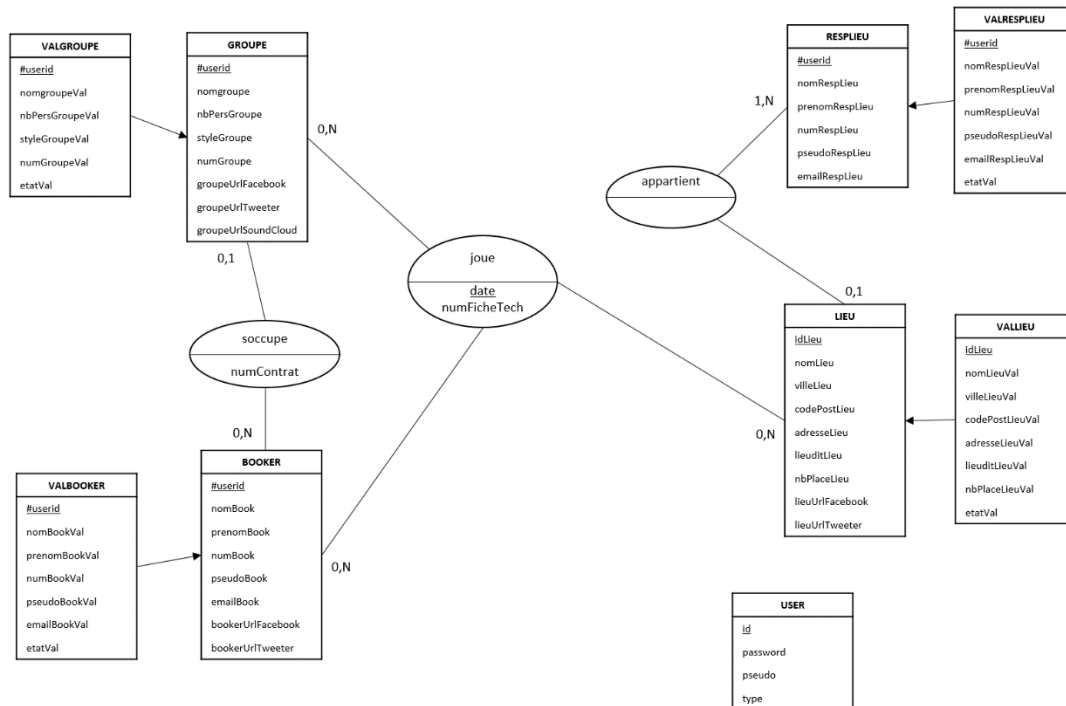 VALGROUPE
#userid
nomgroupeVal
nbPersGroupeVal
styleGroupeVal
numGroupeVal
etatVal
GROUPE
#userid
nomgroupe
nbPersGroupe
styleGroupe
numGroupe
groupeUrlFacebook
groupeUrlTweeter
groupeUrlSoundCloud
0,N
0,1
RESPLIEU
#userid
nomRespLieu
prenomRespLieu
numRespLieu
pseudoRespLieu
emailRespLieu
VALRESPLIEU
#userid
nomRespLieuVal
prenomRespLieuVal
numRespLieuVal
pseudoRespLieuVal
emailRespLieuVal
etatVal
1,N
appartient
0,1
joue
date
numFicheTech
soccupe
numContrat
0,N
LIEU
idLieu
nomLieu
villeLieu
codePostLieu
adresseLieu
lieuditLieu
nbPlaceLieu
lieuUrlFacebook
lieuUrlTweeter
0,N
VALLIEU
idLieu
nomLieuVal
villeLieuVal
codePostLieuVal
adresseLieuVal
lieuditLieuVal
nbPlaceLieuVal
etatVal
VALBOOKER
#userid
nomBookVal
prenomBookVal
numBookVal
pseudoBookVal
emailBookVal
etatVal
BOOKER
#userid
nomBook
prenomBook
numBook
pseudoBook
emailBook
bookerUrlFacebook
bookerUrlTweeter
0,N
USER
id
password
pseudo
type